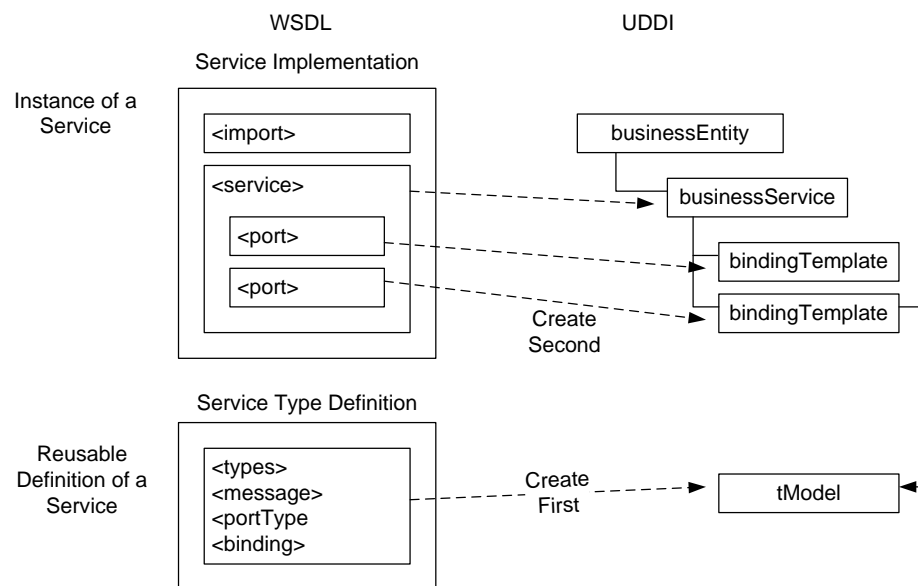 WSDL
UDDI
Service Implementation
Instance of a
Service
<import>
<service>
<port>
<port>
businessEntity
businessService
bindingTemplate
bindingTemplate
Create
Second
Service Type Definition
Reusable
Definition of a
Service
<types>
<message>
<portType
<binding>
Create
First
tModel